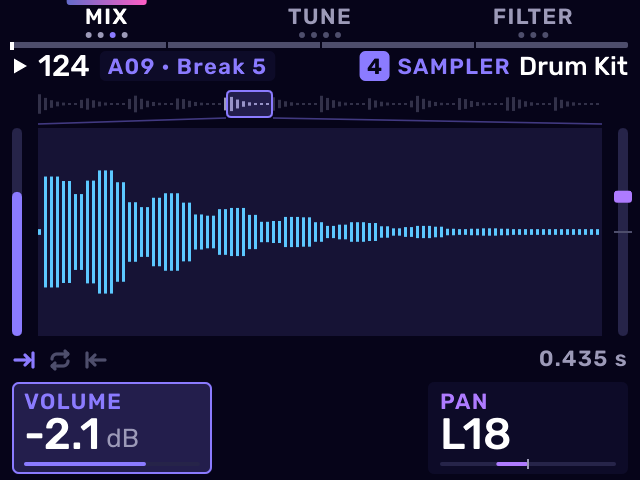 MIX TUNE FILTER
124 A09 • Break 5 4 SAMPLER Drum Kit
0.435 s
VOLUME PAN
-2.1 dB L18